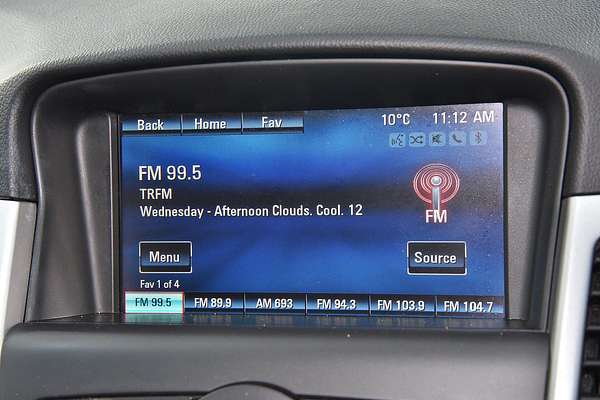 Back Home Fav 10°C 11:12 AM
FM 99.5
TRFM
Wednesday - Afternoon Clouds. Cool. 12
FM
Menu Source
Fav 1 of 4
FM 99.5 FM 89.9 AM 693 FM 94.3 FM 103.9 FM 104.7